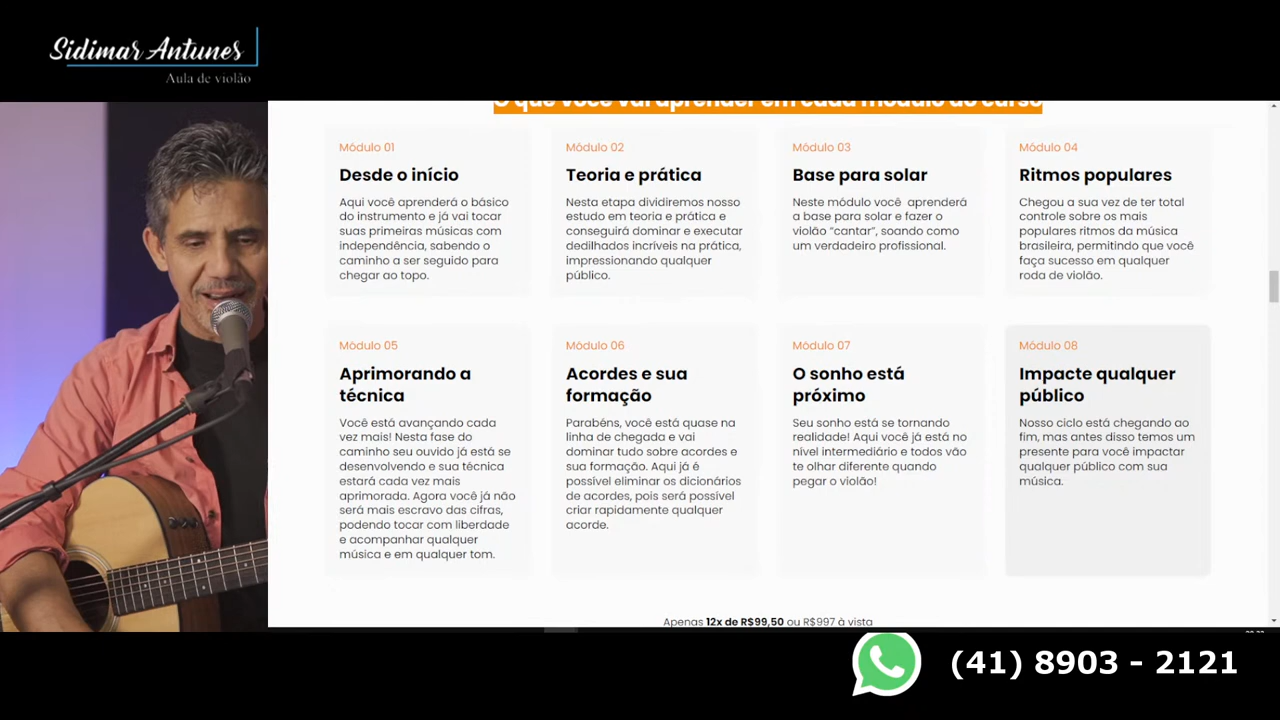 Sidimar Antunes
Aula de violão
O que você vai aprender em cada módulo do curso
Módulo 01
Desde o início
Aqui você aprenderá o básico
do instrumento e já vai tocar
suas primeiras músicas com
independência, sabendo o
caminho a ser seguido para
chegar ao topo.
Módulo 02
Teoria e prática
Nesta etapa dividiremos nosso
estudo em teoria e prática e
conseguirá dominar e executar
dedilhados incríveis na prática,
impressionando qualquer
público.
Módulo 03
Base para solar
Neste módulo você aprenderá
a base para solar e fazer o
violão “cantar”, soando como
um verdadeiro profissional.
Módulo 04
Ritmos populares
Chegou a sua vez de ter total
controle sobre os mais
populares ritmos da música
brasileira, permitindo que você
faça sucesso em qualquer
roda de violão.
Módulo 05
Aprimorando a
técnica
Você está avançando cada
vez mais! Nesta fase do
caminho seu ouvido já está se
desenvolvendo e sua técnica
estará cada vez mais
aprimorada. Agora você já não
será mais escravo das cifras,
podendo tocar com liberdade
e acompanhar qualquer
música e em qualquer tom.
Módulo 06
Acordes e sua
formação
Parabéns, você está quase na
linha de chegada e vai
dominar tudo sobre acordes e
sua formação. Aqui já é
possível eliminar os dicionários
de acordes, pois será possível
criar rapidamente qualquer
acorde.
Módulo 07
O sonho está
próximo
Seu sonho está se tornando
realidade! Aqui você já está no
nível intermediário e todos vão
te olhar diferente quando
pegar o violão!
Módulo 08
Impacte qualquer
público
Nosso ciclo está chegando ao
fim, mas antes disso temos um
presente para você impactar
qualquer público com sua
música.
Apenas 12x de R$99,50 ou R$997 à vista
(41) 8903 - 2121